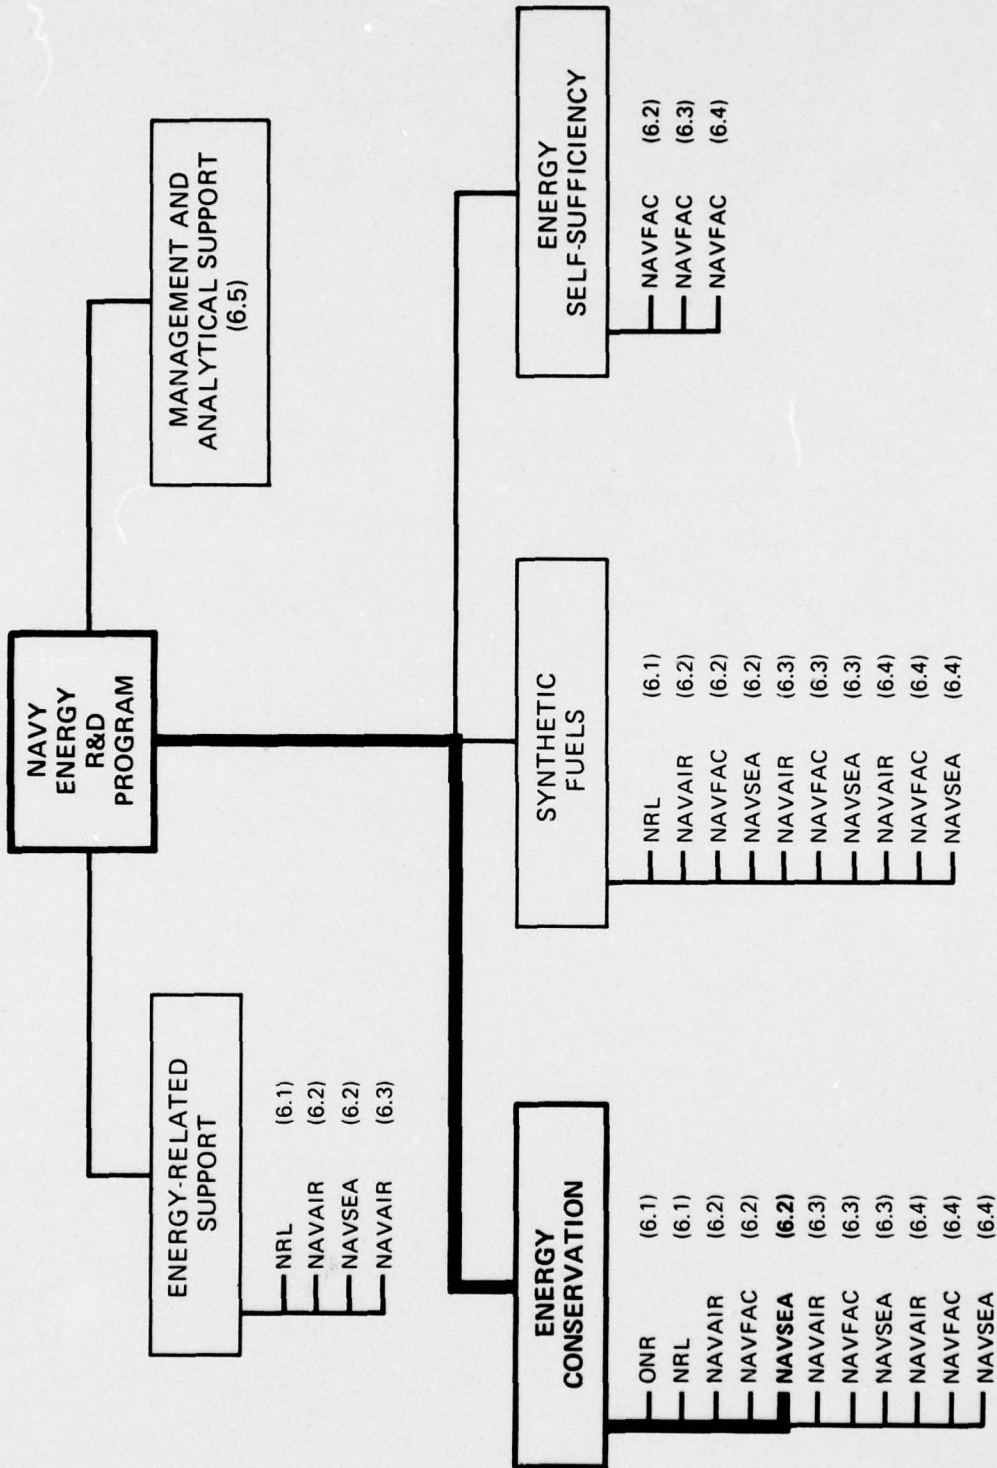 NAVY
ENERGY
R&D
PROGRAM
ENERGY-RELATED
SUPPORT
NRL (6.1)
NAVAIR (6.2)
NAVSEA (6.2)
NAVAIR (6.3)
MANAGEMENT AND
ANALYTICAL SUPPORT
(6.5)
ENERGY
CONSERVATION
ONR (6.1)
NRL (6.1)
NAVAIR (6.2)
NAVFAC (6.2)
NAVSEA (6.2)
NAVAIR (6.3)
NAVFAC (6.3)
NAVSEA (6.3)
NAVAIR (6.4)
NAVFAC (6.4)
NAVSEA (6.4)
SYNTHETIC
FUELS
NRL (6.1)
NAVAIR (6.2)
NAVFAC (6.2)
NAVSEA (6.2)
NAVAIR (6.3)
NAVFAC (6.3)
NAVSEA (6.3)
NAVAIR (6.4)
NAVFAC (6.4)
NAVSEA (6.4)
ENERGY
SELF-SUFFICIENCY
NAVFAC (6.2)
NAVFAC (6.3)
NAVFAC (6.4)